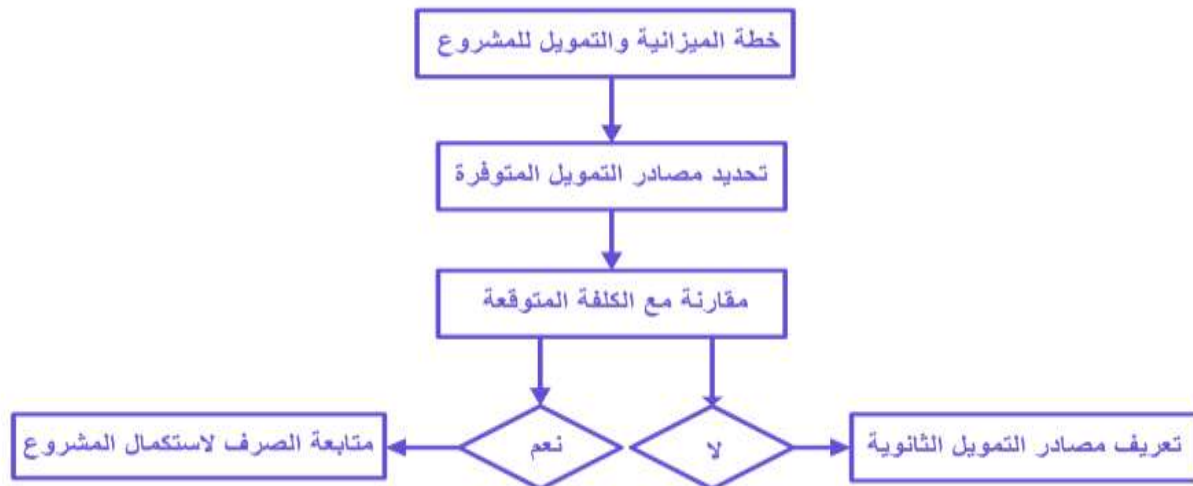 خطة الميزانية والتمويل للمشروع
تحديد مصادر التمويل المتوفرة
مقارنة مع الكلفة المتوقعة
نعم
لا
متابعة الصرف لاستكمال المشروع
تعريف مصادر التمويل الثانوية